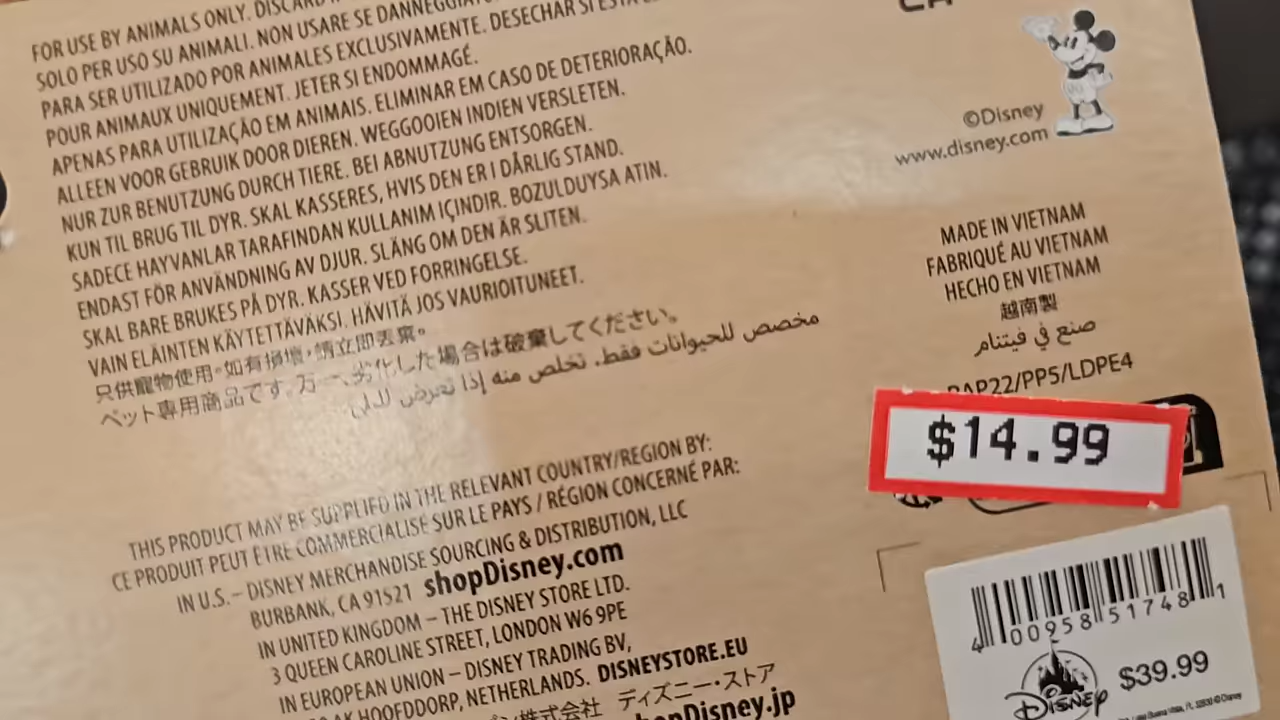 FOR USE BY ANIMALS ONLY. DISCARD
SOLO PER USO SU ANIMALI. NON USARE SE DANNEGGIATO
PARA SER UTILIZADO POR ANIMALES EXCLUSIVAMENTE. DESECHAR SI ESTÁ
POUR ANIMAUX UNIQUEMENT. JETER SI ENDOMMAGÉ.
APENAS PARA UTILIZAÇÃO EM ANIMAIS. ELIMINAR EM CASO DE DETERIORAÇÃO.
ALLEEN VOOR GEBRUIK DOOR DIEREN. WEGGOOIEN INDIEN VERSLETEN.
NUR ZUR BENUTZUNG DURCH TIERE. BEI ABNUTZUNG ENTSORGEN.
KUN TIL BRUG TIL DYR. SKAL KASSERES, HVIS DEN ER I DÅRLIG STAND.
SADECE HAYVANLAR TARAFINDAN KULLANIM IÇINDIR. BOZULDUYSA ATIN.
ENDAST FÖR ANVÄNDNING AV DJUR. SLÄNG OM DEN ÄR SLITEN.
SKAL BARE BRUKES PÅ DYR. KASSER VED FORRINGELSE.
VAIN ELÄINTEN KÄYTETTÄVÄKSI. HÄVITÄ JOS VAURIOITUNEET.
只供寵物使用。如有損壞，請立即丟棄。
ペット専用商品です。万一、劣化した場合は破棄してください。
مخصص للحيوانات فقط. تخلص منه إذا تعرض للبلى
©Disney
www.disney.com
MADE IN VIETNAM
FABRIQUÉ AU VIETNAM
HECHO EN VIETNAM
越南製
صنع في فيتنام
PAP22/PP5/LDPE4
$14.99
THIS PRODUCT MAY BE SUPPLIED IN THE RELEVANT COUNTRY/REGION BY:
CE PRODUIT PEUT ETRE COMMERCIALISE SUR LE PAYS / RÉGION CONCERNÉ PAR:
IN U.S. – DISNEY MERCHANDISE SOURCING & DISTRIBUTION, LLC
BURBANK, CA 91521 shopDisney.com
IN UNITED KINGDOM – THE DISNEY STORE LTD.
3 QUEEN CAROLINE STREET, LONDON W6 9PE
IN EUROPEAN UNION – DISNEY TRADING BV,
HOOFDDORP, NETHERLANDS. DISNEYSTORE.EU
株式会社 ディズニー・ストア
shopDisney.jp
4 00958 51748 1
Disney
$39.99